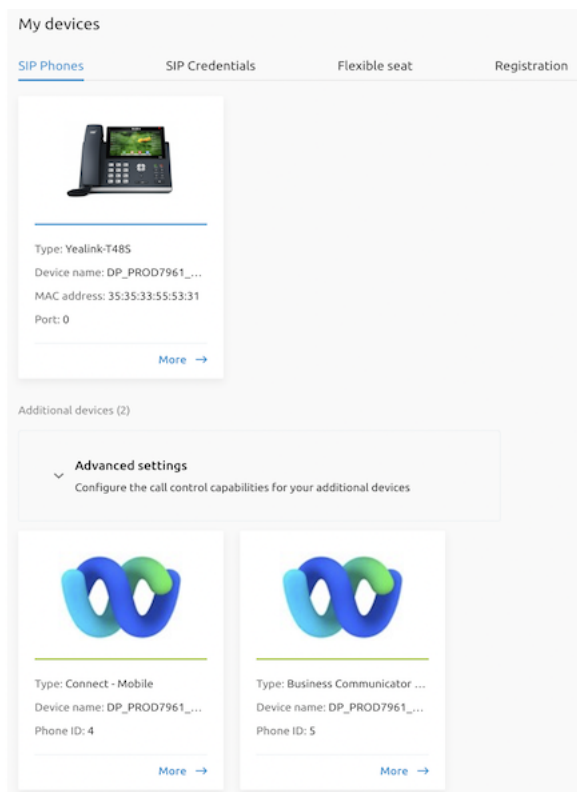 My devices
SIP Phones SIP Credentials Flexible seat Registration
Type: Yealink-T48S
Device name: DP_PROD7961_...
MAC address: 35:35:33:55:53:31
Port: 0
More →
Additional devices (2)
Advanced settings
Configure the call control capabilities for your additional devices
Type: Connect - Mobile
Device name: DP_PROD7961_...
Phone ID: 4
More →
Type: Business Communicator ...
Device name: DP_PROD7961_...
Phone ID: 5
More →